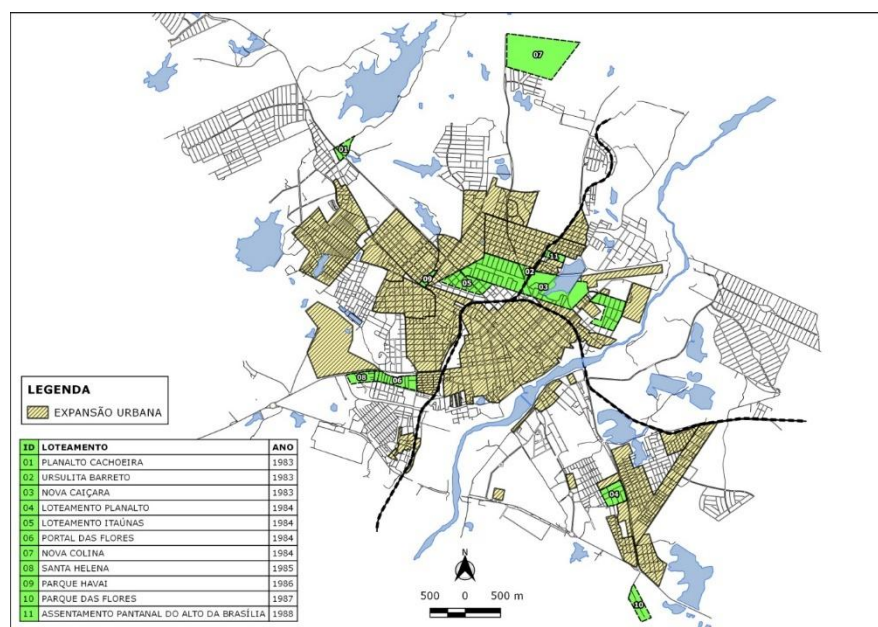 07
01
11
02
09
05
03
08
06
04
10
LEGENDA
EXPANSÃO URBANA
ID LOTEAMENTO ANO
01 PLANALTO CACHOEIRA 1983
02 URSULITA BARRETO 1983
03 NOVA CAIÇARA 1983
04 LOTEAMENTO PLANALTO 1984
05 LOTEAMENTO ITAÚNAS 1984
06 PORTAL DAS FLORES 1984
07 NOVA COLINA 1984
08 SANTA HELENA 1985
09 PARQUE HAVAI 1986
10 PARQUE DAS FLORES 1987
11 ASSENTAMENTO PANTANAL DO ALTO DA BRASÍLIA 1988
N
500 0 500 m